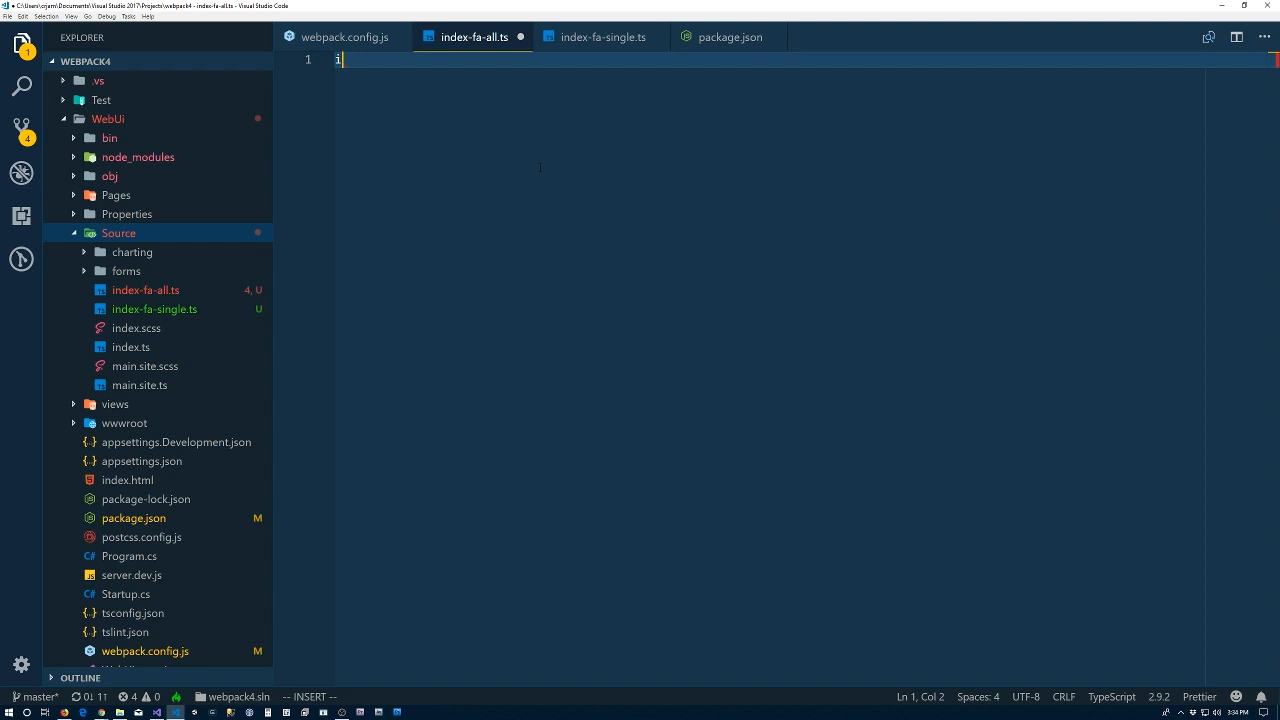 C:\Users\crjam\Documents\Visual Studio 2017\Projects\webpack4 - index-fa-all.ts - Visual Studio Code
File Edit Selection View Go Debug Tasks Help
EXPLORER
webpack.config.js index-fa-all.ts index-fa-single.ts package.json
WEBPACK4
1 i
.vs
Test
WebUi
bin
node_modules
obj
Pages
Properties
Source
charting
forms
index-fa-all.ts 4, U
index-fa-single.ts U
index.scss
index.ts
main.site.scss
main.site.ts
views
wwwroot
appsettings.Development.json
appsettings.json
index.html
package-lock.json
package.json M
postcss.config.js
Program.cs
server.dev.js
Startup.cs
tsconfig.json
tslint.json
webpack.config.js M
OUTLINE
1
4
master* 0↓ 1↑ 4 0 webpack4.sln -- INSERT -- Ln 1, Col 2 Spaces: 4 UTF-8 CRLF TypeScript 2.9.2 Prettier
3:34 PM